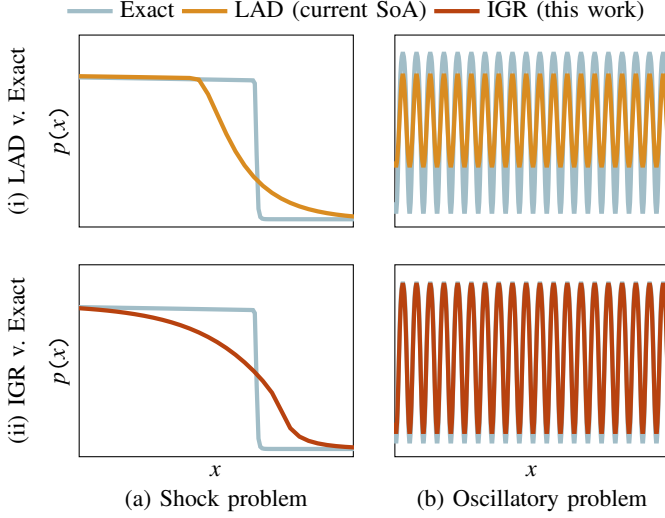 Exact LAD (current SoA) IGR (this work)
(i) LAD v. Exact
p(x)
(ii) IGR v. Exact
p(x)
x
x
(a) Shock problem
(b) Oscillatory problem